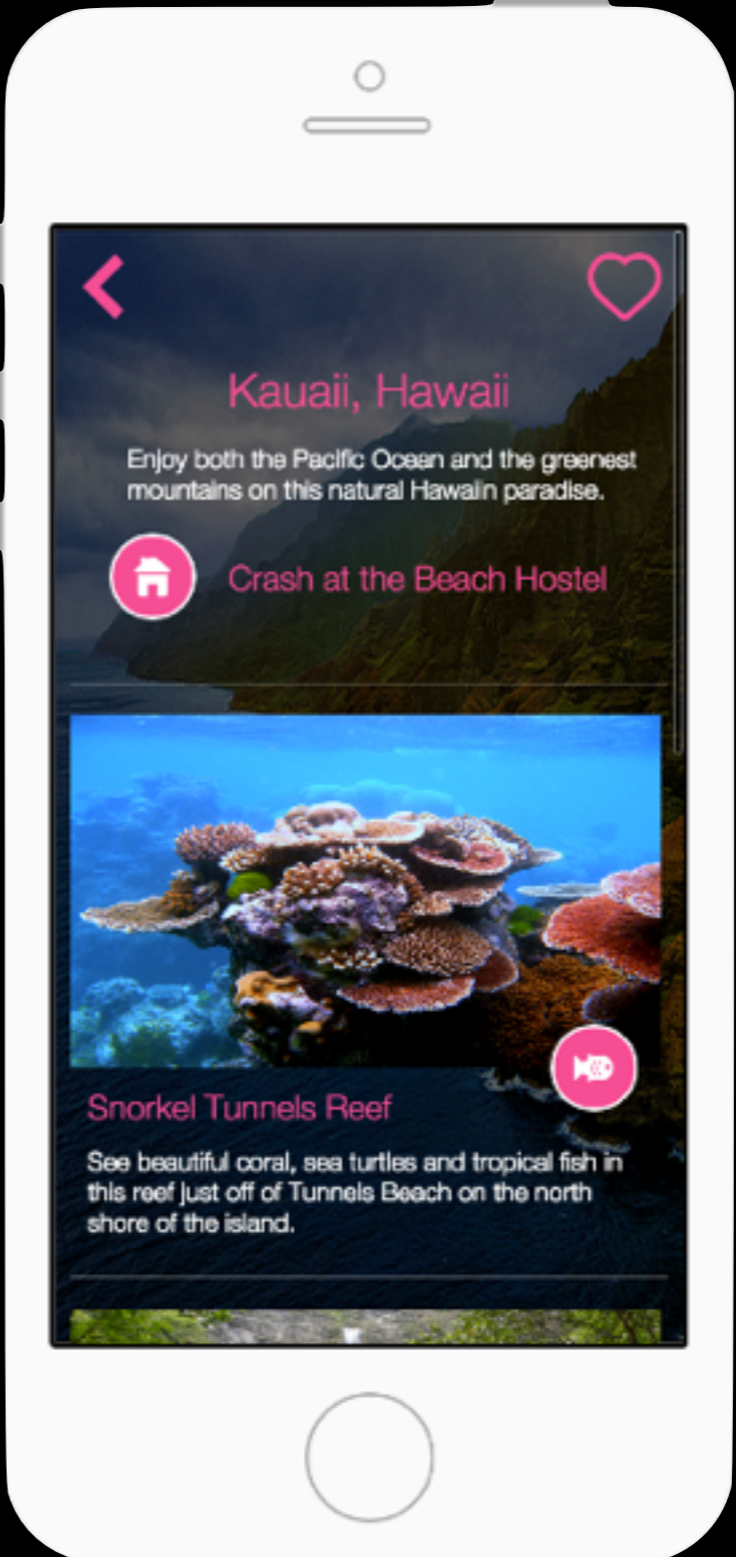 Kauaii, Hawaii
Enjoy both the Pacific Ocean and the greenest
mountains on this natural Hawaiin paradise.
Crash at the Beach Hostel
Snorkel Tunnels Reef
See beautiful coral, sea turtles and tropical fish in
this reef just off of Tunnels Beach on the north
shore of the island.